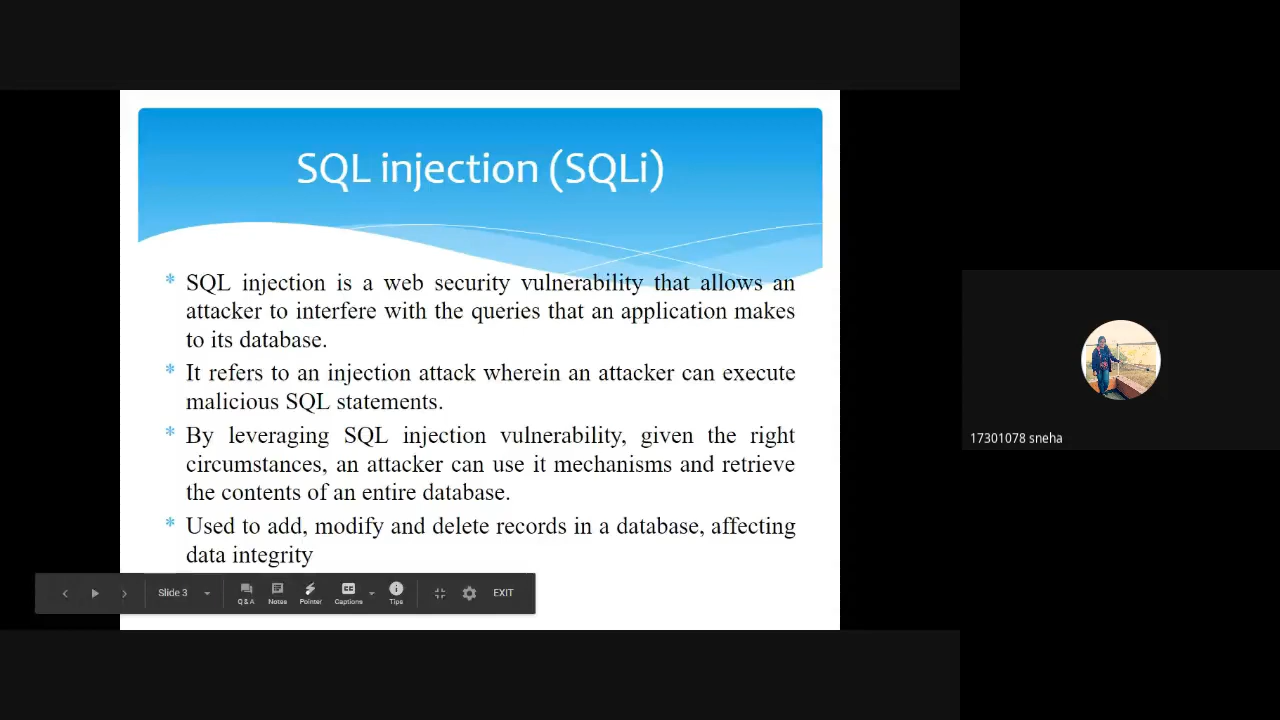 SQL injection (SQLi)
* SQL injection is a web security vulnerability that allows an
attacker to interfere with the queries that an application makes
to its database.
* It refers to an injection attack wherein an attacker can execute
malicious SQL statements.
* By leveraging SQL injection vulnerability, given the right
circumstances, an attacker can use it mechanisms and retrieve
the contents of an entire database.
* Used to add, modify and delete records in a database, affecting
data integrity
Slide 3
Q & A
Notes
Pointer
CC
Captions
Tips
EXIT
17301078 sneha